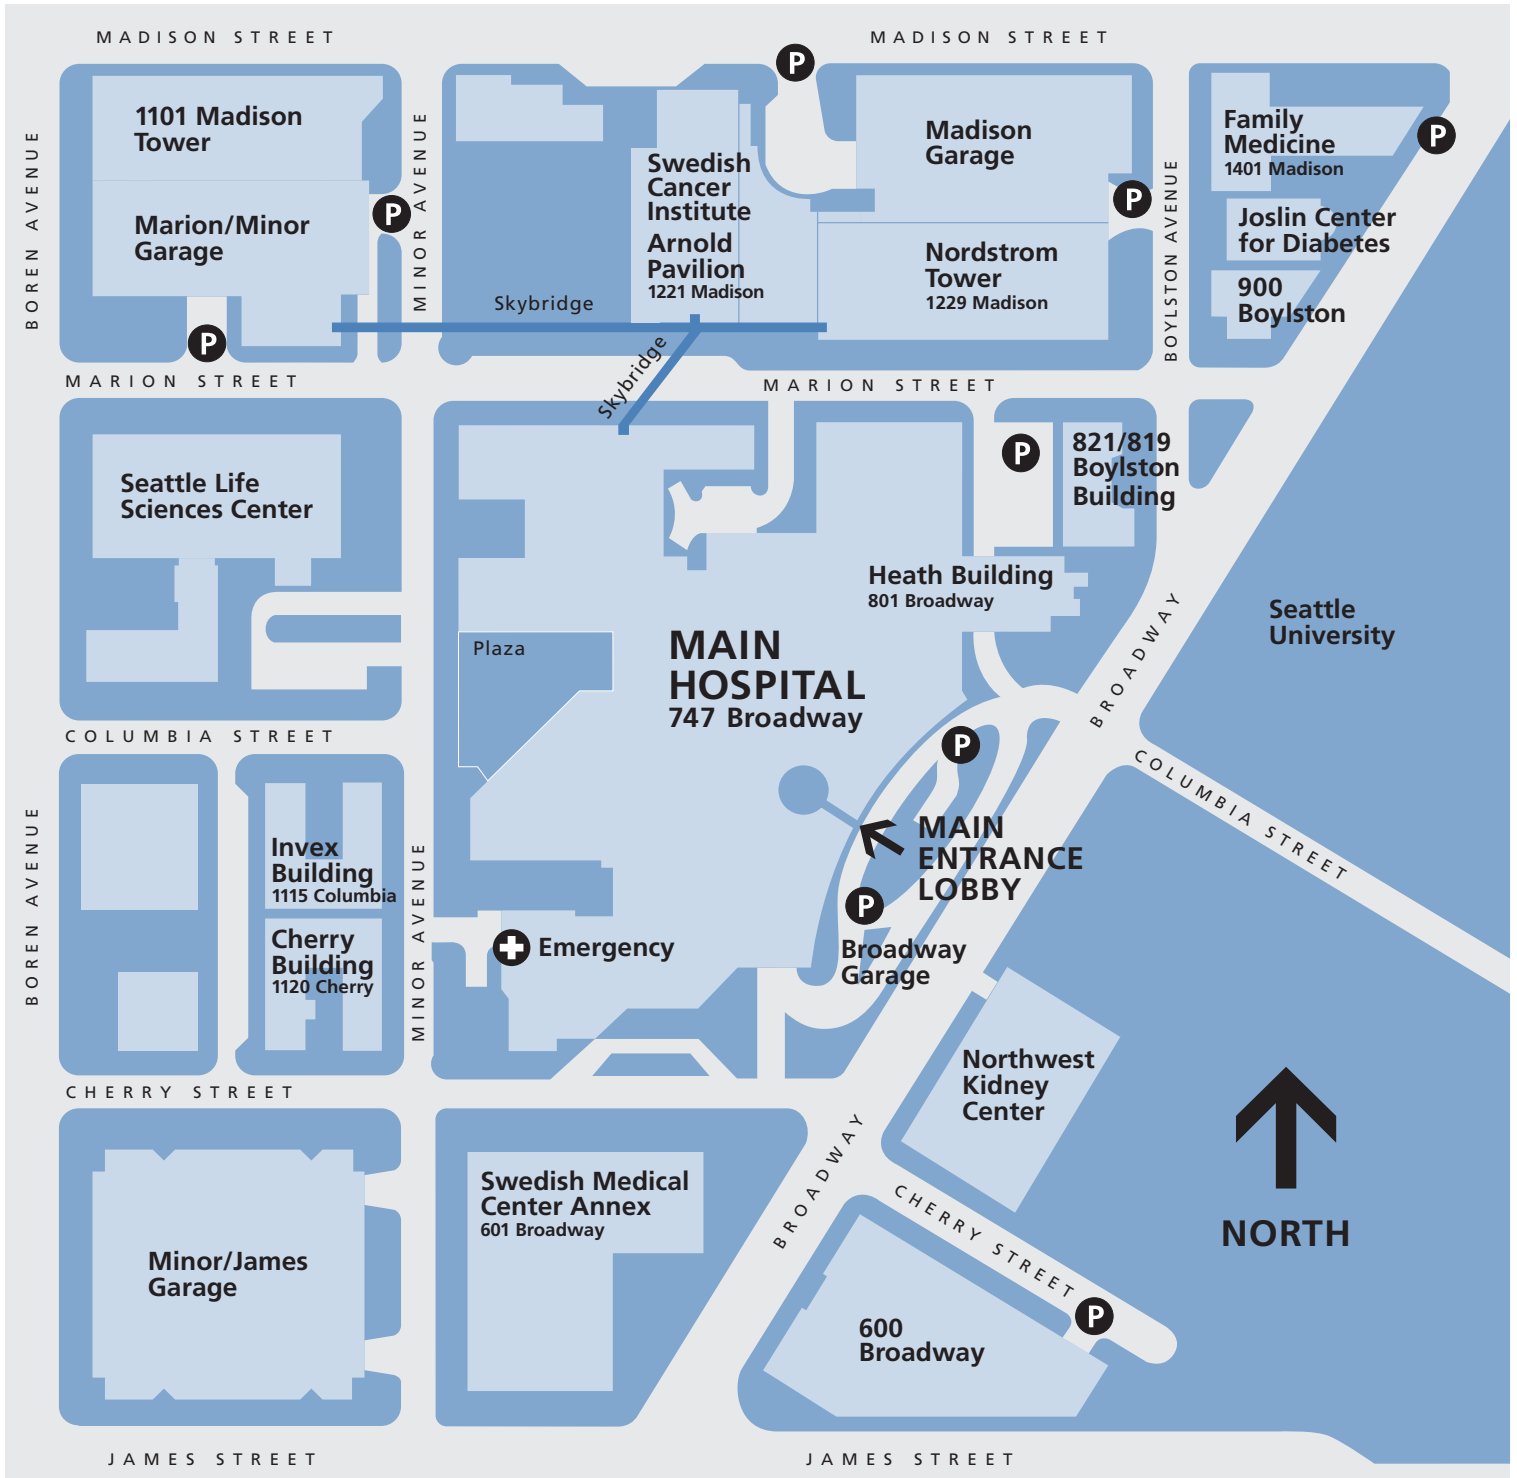 MADISON STREET
MADISON STREET
P
1101 Madison
Tower
BOREN AVENUE
MINOR AVENUE
Marion/Minor
Garage
P
P
Swedish
Cancer
Institute
Arnold
Pavilion
1221 Madison
Skybridge
Skybridge
Madison
Garage
P
Nordstrom
Tower
1229 Madison
BOYLSTON AVENUE
Family
Medicine
1401 Madison
P
Joslin Center
for Diabetes
900
Boylston
MARION STREET
MARION STREET
Seattle Life
Sciences Center
P
821/819
Boylston
Building
Heath Building
801 Broadway
Plaza
MAIN
HOSPITAL
747 Broadway
BROADWAY
Seattle
University
COLUMBIA STREET
P
COLUMBIA STREET
BOREN AVENUE
MINOR AVENUE
Invex
Building
1115 Columbia
Cherry
Building
1120 Cherry
MAIN
ENTRANCE
LOBBY
P
Broadway
Garage
Emergency
Northwest
Kidney
Center
CHERRY STREET
BROADWAY
CHERRY STREET
NORTH
Swedish Medical
Center Annex
601 Broadway
Minor/James
Garage
P
600
Broadway
JAMES STREET
JAMES STREET